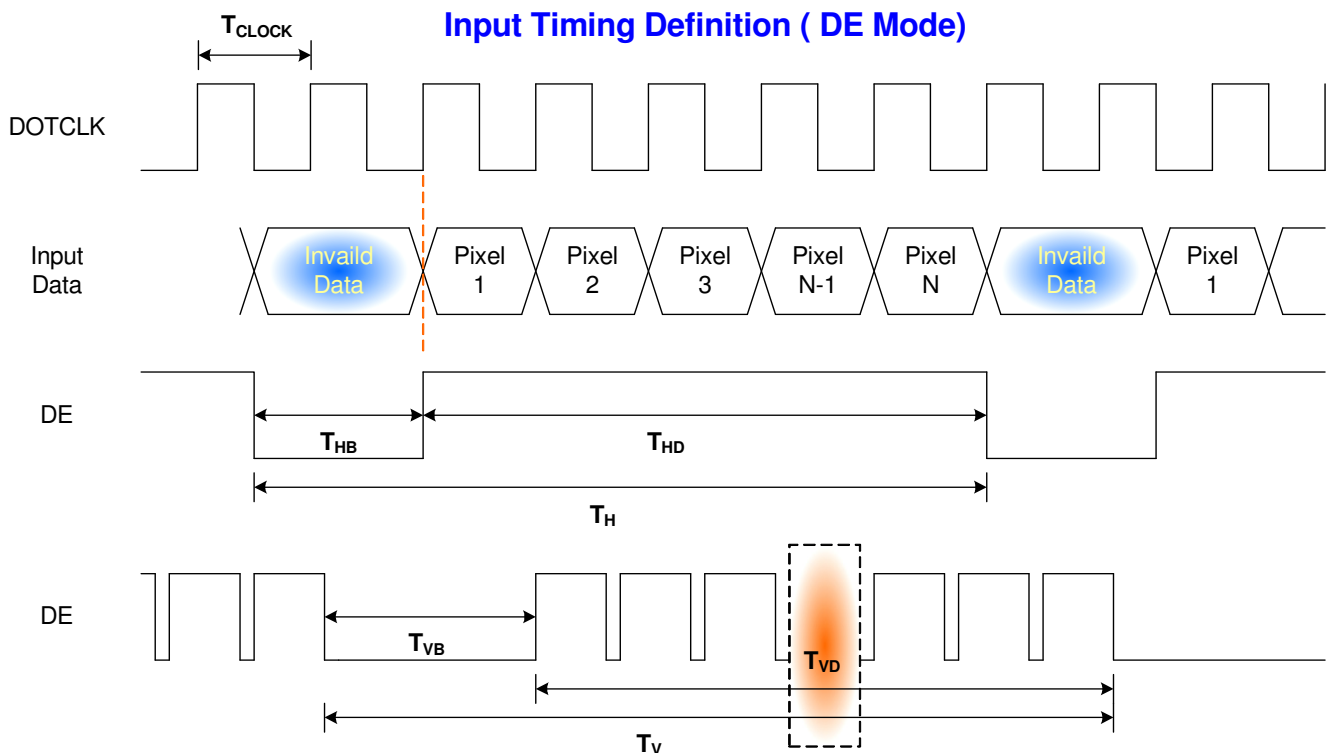 Input Timing Definition ( DE Mode)
TCLOCK
DOTCLK
Input
Data
Invaild
Data
Pixel
1
Pixel
2
Pixel
3
Pixel
N-1
Pixel
N
Invaild
Data
Pixel
1
DE
THB
THD
TH
DE
TVB
TVD
TV